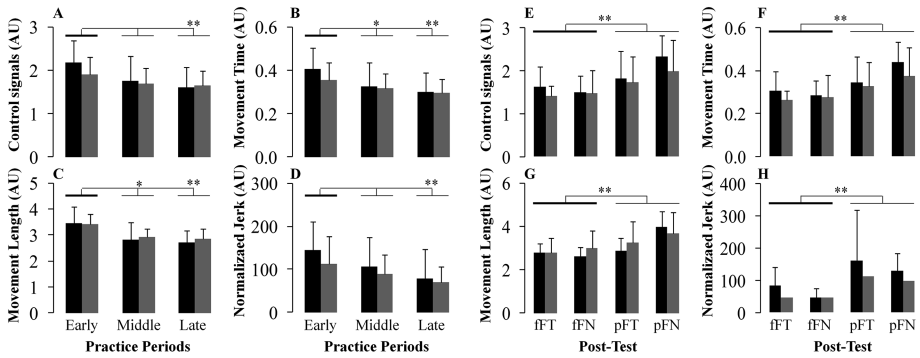 A
**
Control signals (AU)
3
2
1
0
B
*
**
Movement Time (AU)
0.6
0.4
0.2
0.0
E
**
Control signals (AU)
3
2
1
0
F
**
Movement Time (AU)
0.6
0.4
0.2
0.0
C
*
**
Movement Length (AU)
5
4
3
2
1
0
Early Middle Late
Practice Periods
D
**
Normalizaed Jerk (AU)
300
200
100
0
Early Middle Late
Practice Periods
G
**
Movement Length (AU)
6
4
2
0
fFT fFN pFT pFN
Post-Test
H
**
Normalizaed Jerk (AU)
400
300
200
100
0
fFT fFN pFT pFN
Post-Test